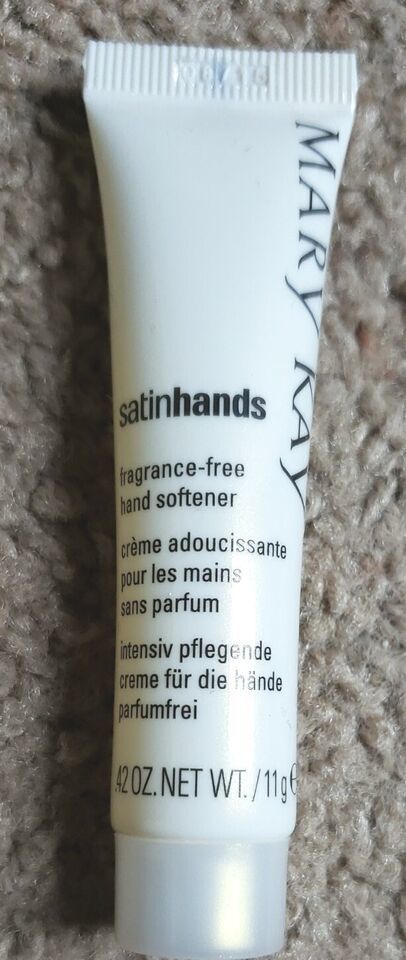 MARY KAY
satinhands
fragrance-free
hand softener
crème adoucissante
pour les mains
sans parfum
intensiv pflegende
creme für die hände
parfumfrei
.42 OZ. NET WT. / 11 g e